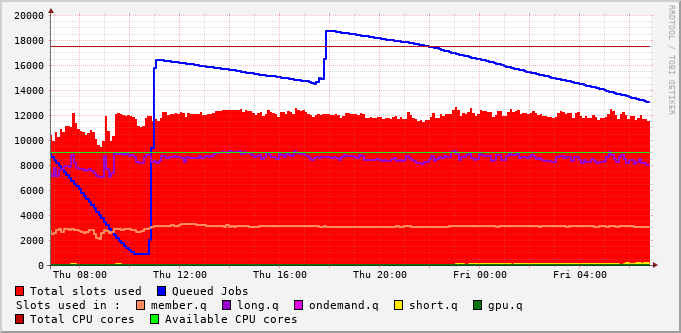 20000
18000
16000
14000
12000
10000
8000
6000
4000
2000
0
Thu 08:00 Thu 12:00 Thu 16:00 Thu 20:00 Fri 00:00 Fri 04:00
RRDTOOL / TOBI OETIKER
Total slots used Queued Jobs
Slots used in : member.q long.q ondemand.q short.q gpu.q
Total CPU cores Available CPU cores